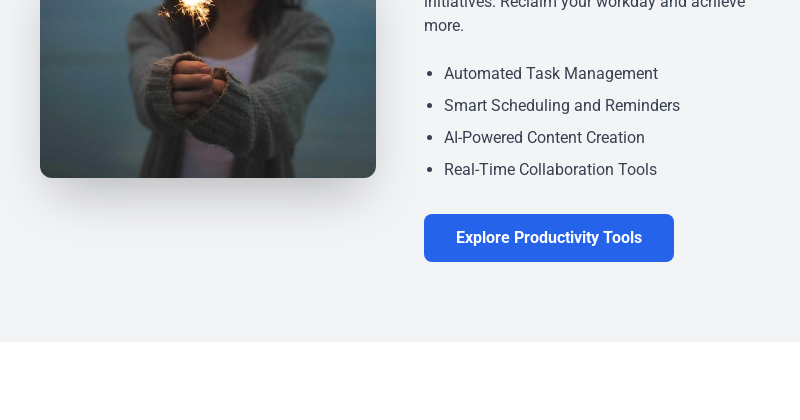 initiatives. Reclaim your workday and achieve
more.
Automated Task Management
Smart Scheduling and Reminders
AI-Powered Content Creation
Real-Time Collaboration Tools
Explore Productivity Tools